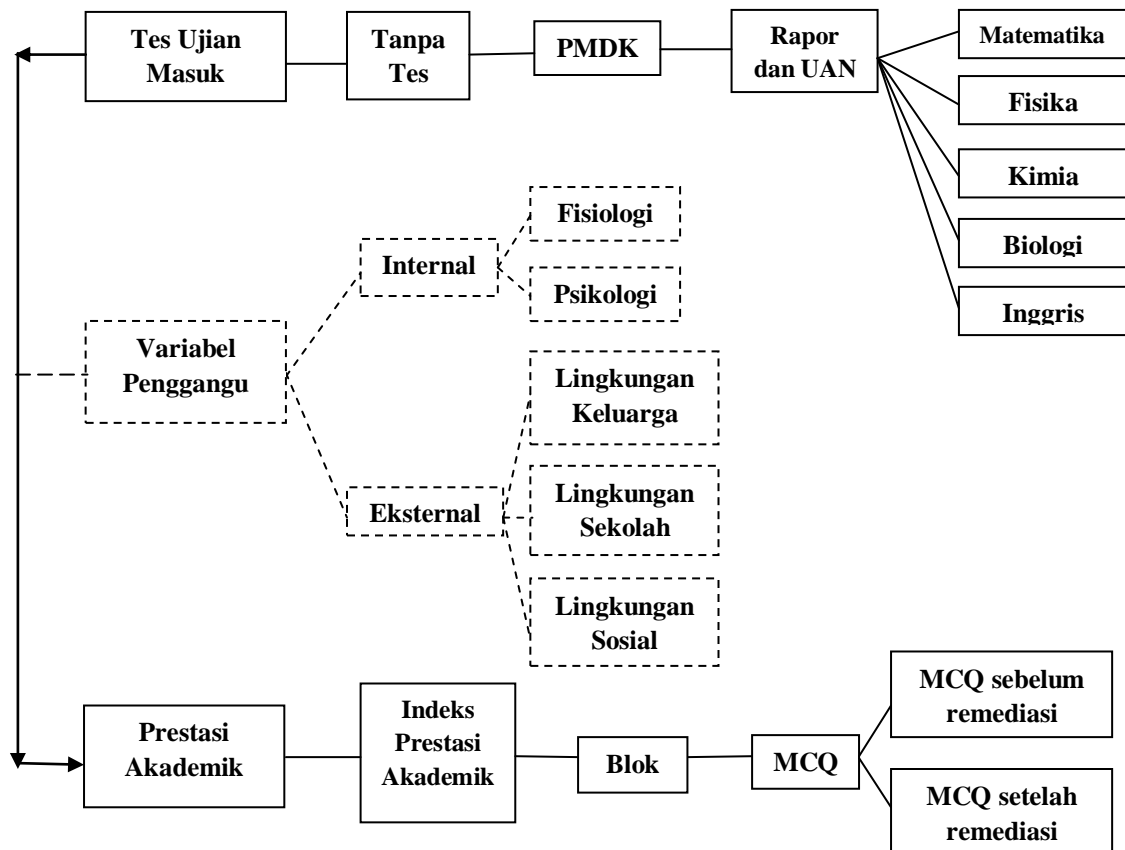 Tes Ujian
Masuk
Tanpa
Tes
PMDK
Rapor
dan UAN
Matematika
Fisika
Kimia
Biologi
Inggris
Fisiologi
Internal
Psikologi
Variabel
Penggangu
Lingkungan
Keluarga
Eksternal
Lingkungan
Sekolah
Lingkungan
Sosial
Prestasi
Akademik
Indeks
Prestasi
Akademik
Blok
MCQ
MCQ sebelum
remediasi
MCQ setelah
remediasi